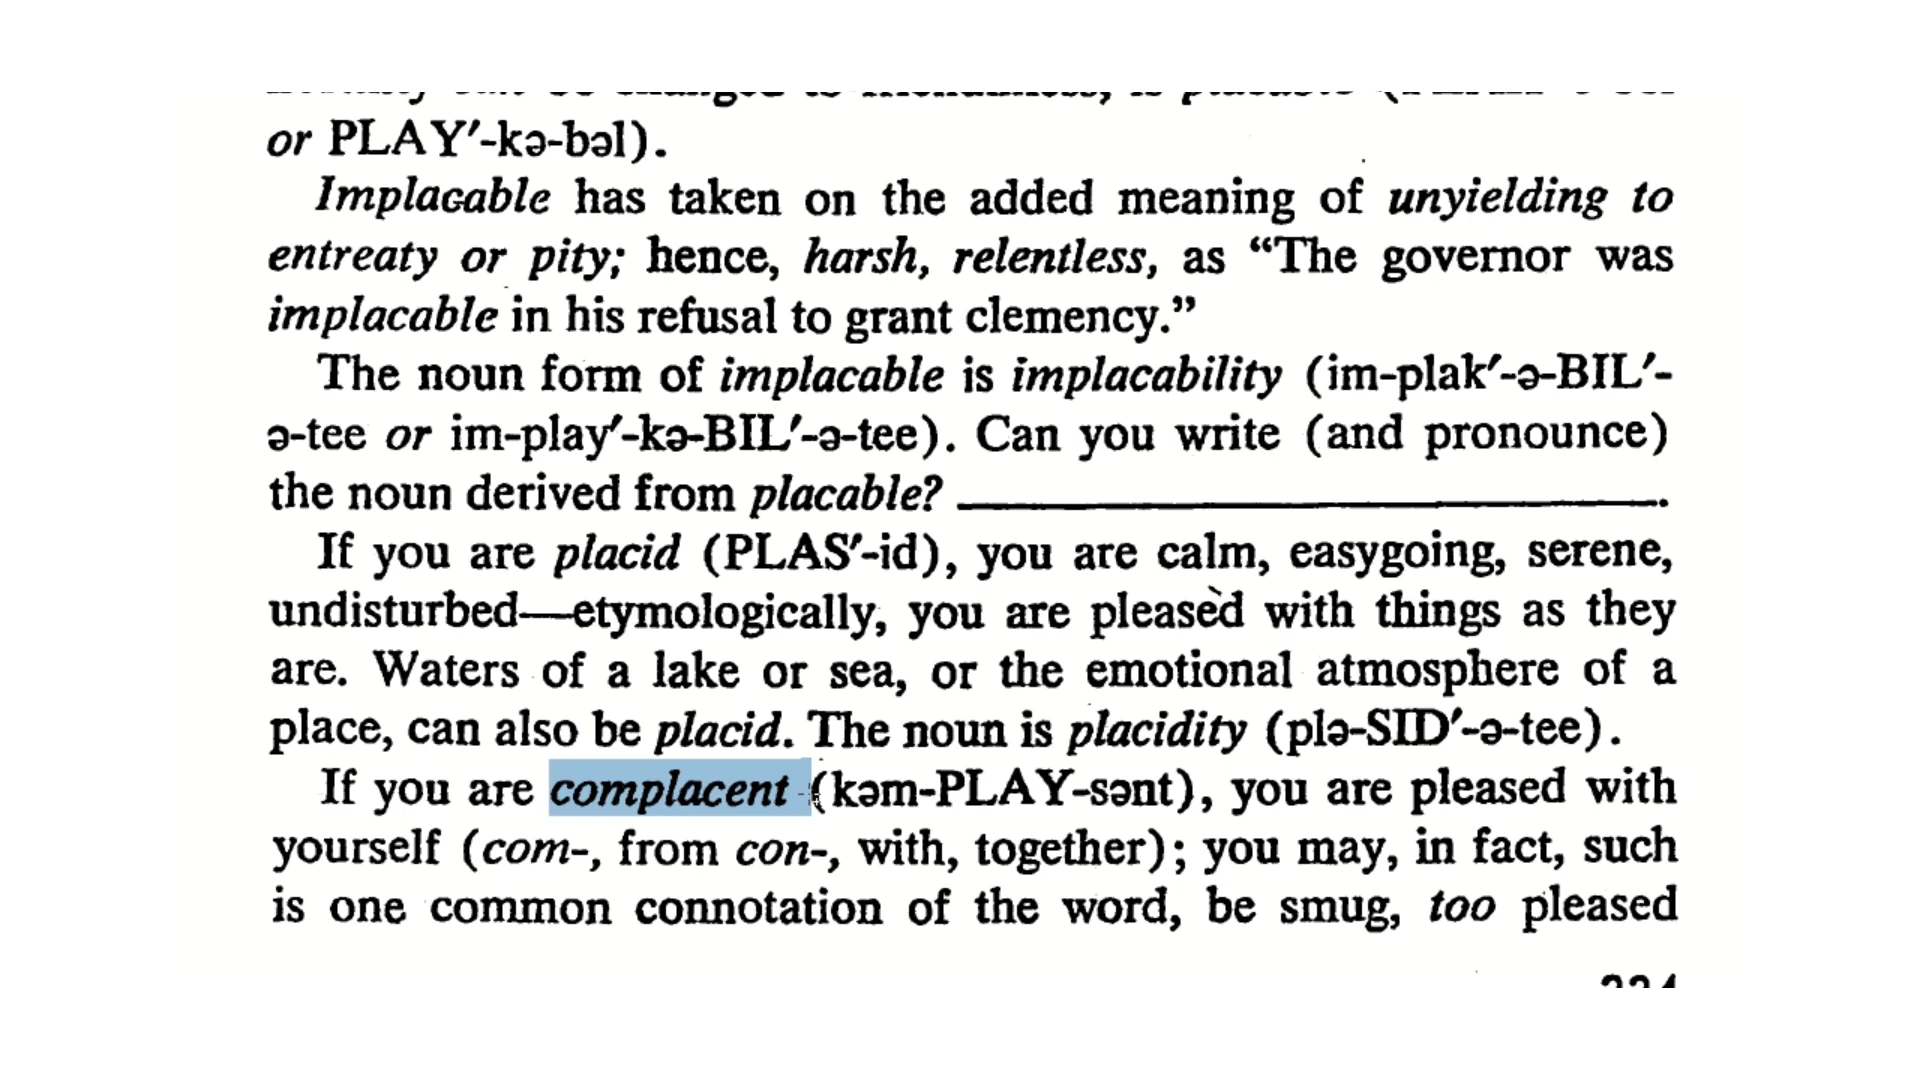 or PLAY′-kə-bəl).
Implacable has taken on the added meaning of unyielding to
entreaty or pity; hence, harsh, relentless, as “The governor was
implacable in his refusal to grant clemency.”
The noun form of implacable is implacability (im-plak′-ə-BIL′-
ə-tee or im-play′-kə-BIL′-ə-tee). Can you write (and pronounce)
the noun derived from placable? ____________________.
If you are placid (PLAS′-id), you are calm, easygoing, serene,
undisturbed—etymologically, you are pleased with things as they
are. Waters of a lake or sea, or the emotional atmosphere of a
place, can also be placid. The noun is placidity (plə-SID′-ə-tee).
If you are complacent (kəm-PLAY-sənt), you are pleased with
yourself (com-, from con-, with, together); you may, in fact, such
is one common connotation of the word, be smug, too pleased